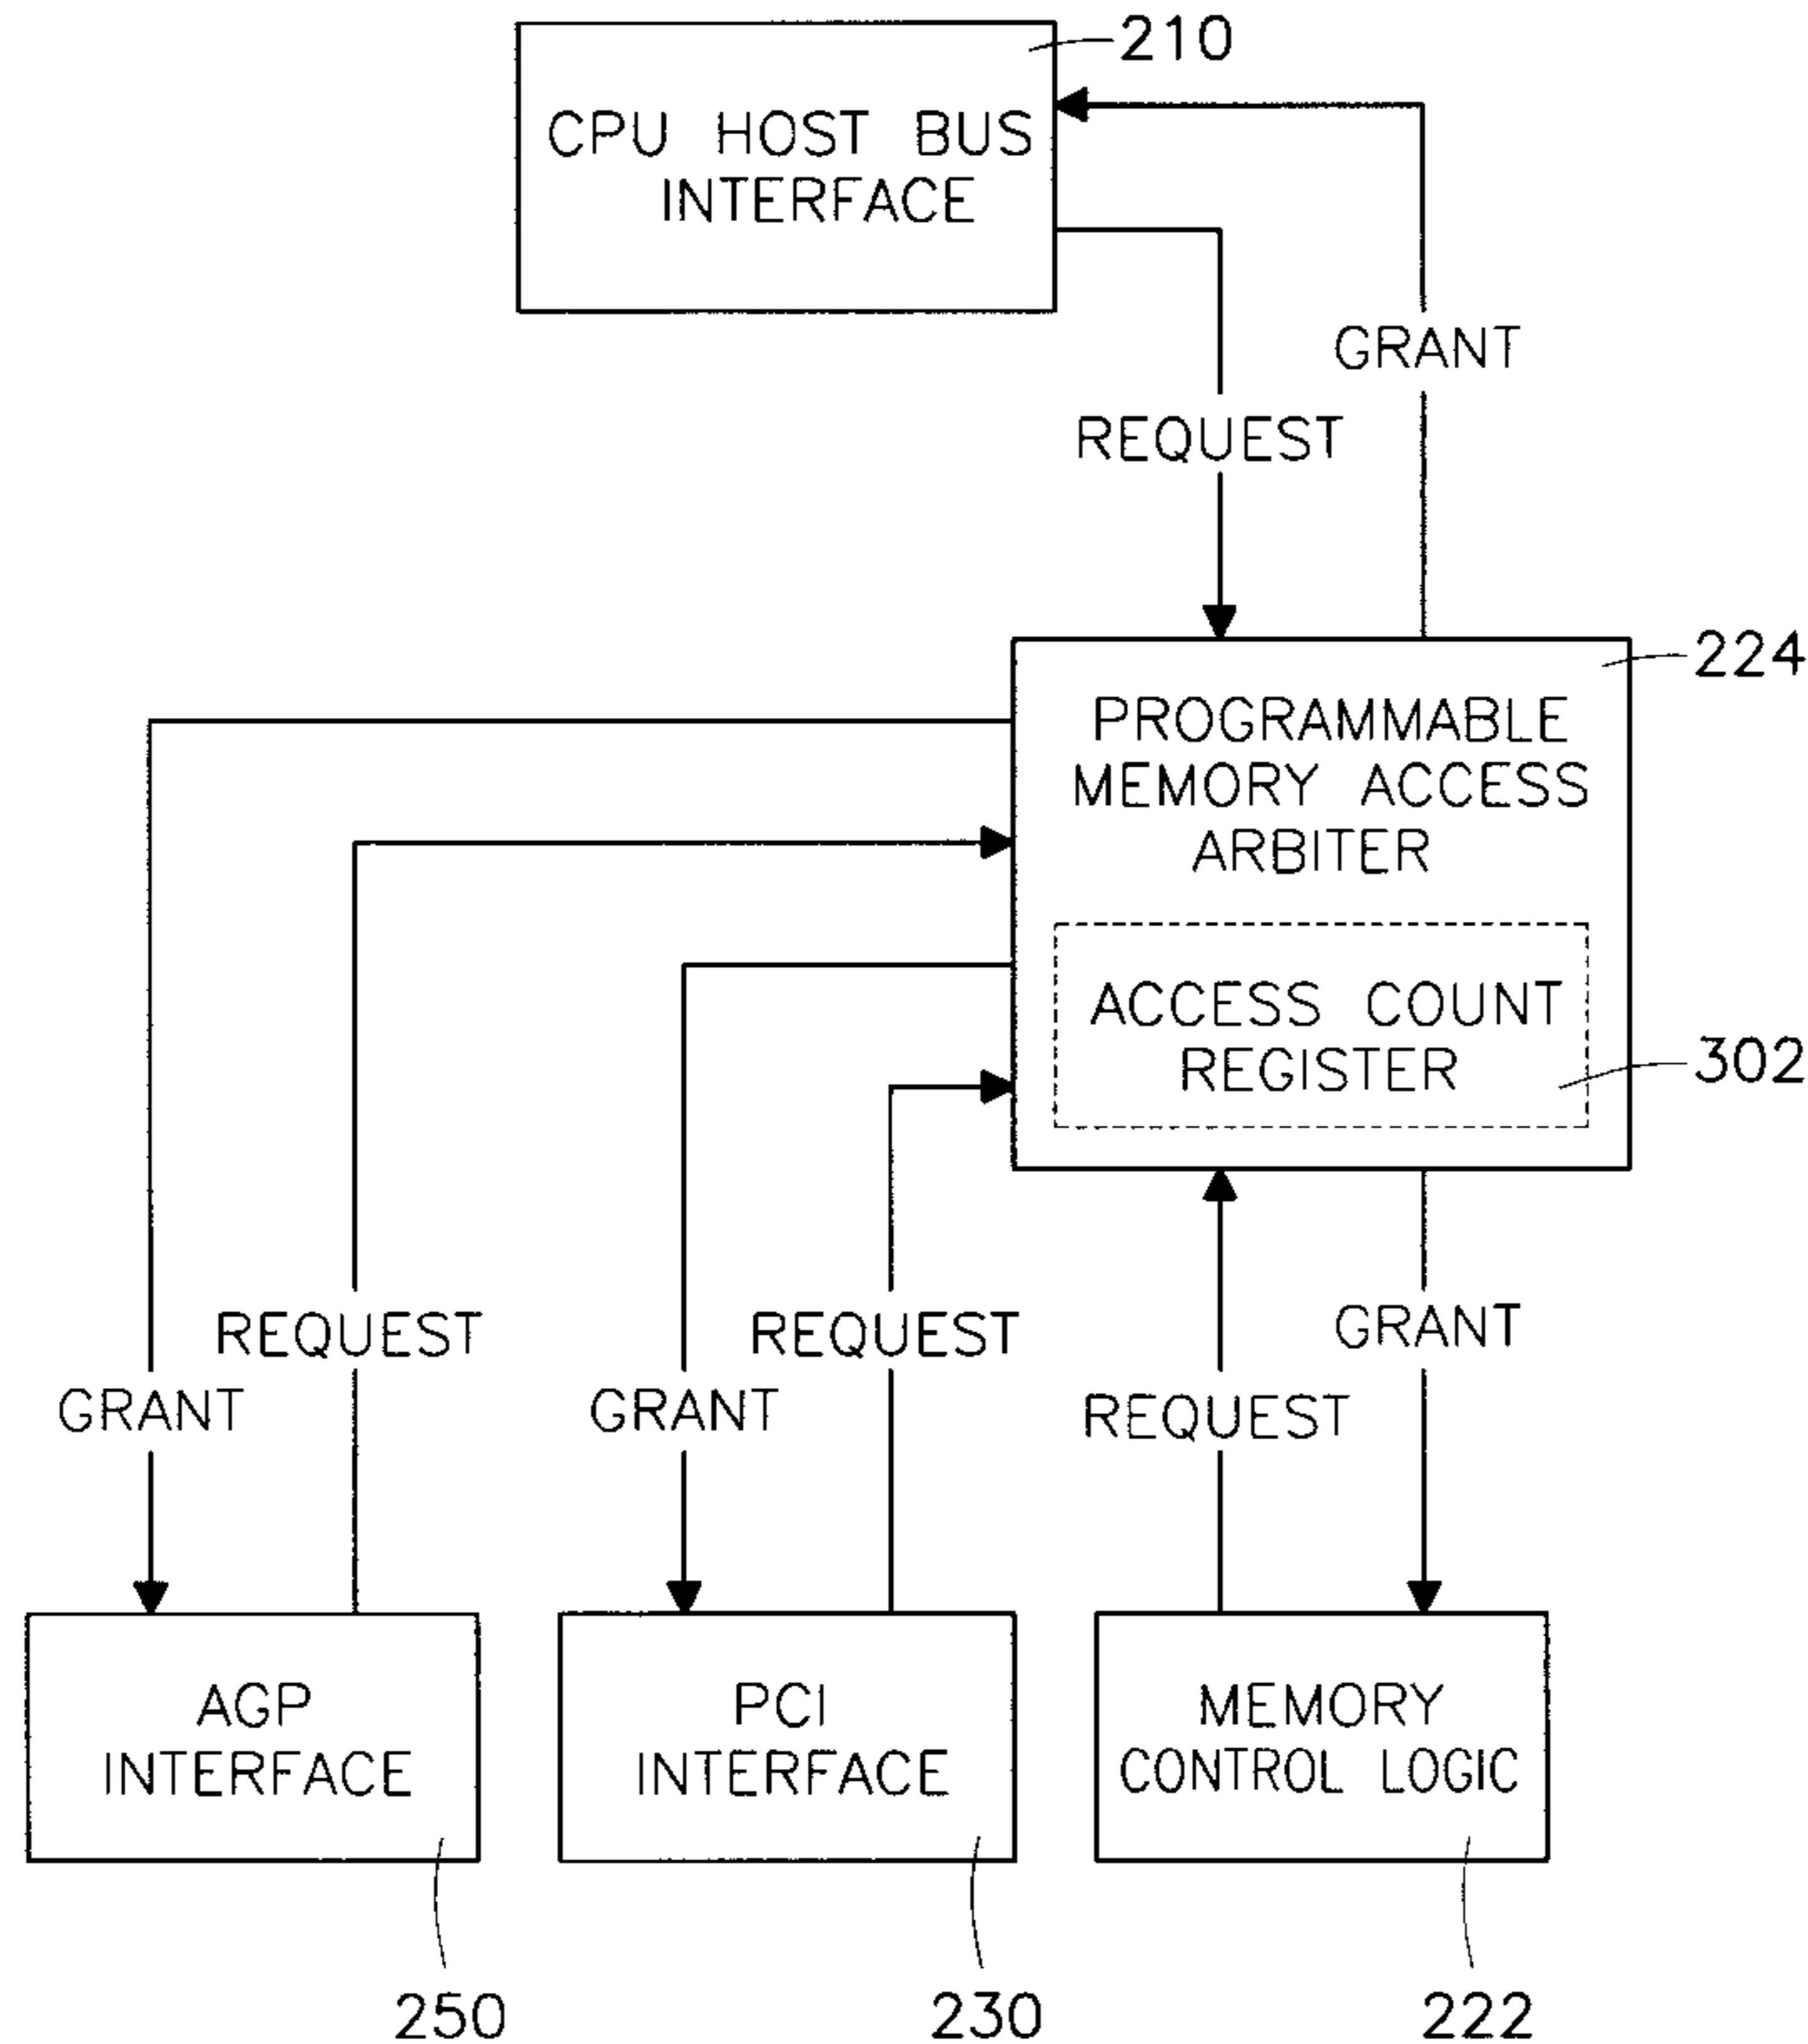 210
CPU HOST BUS
INTERFACE
GRANT
REQUEST
224
PROGRAMMABLE
MEMORY ACCESS
ARBITER
ACCESS COUNT
REGISTER
302
REQUEST
REQUEST
GRANT
GRANT
GRANT
REQUEST
AGP
INTERFACE
PCI
INTERFACE
MEMORY
CONTROL LOGIC
250
230
222